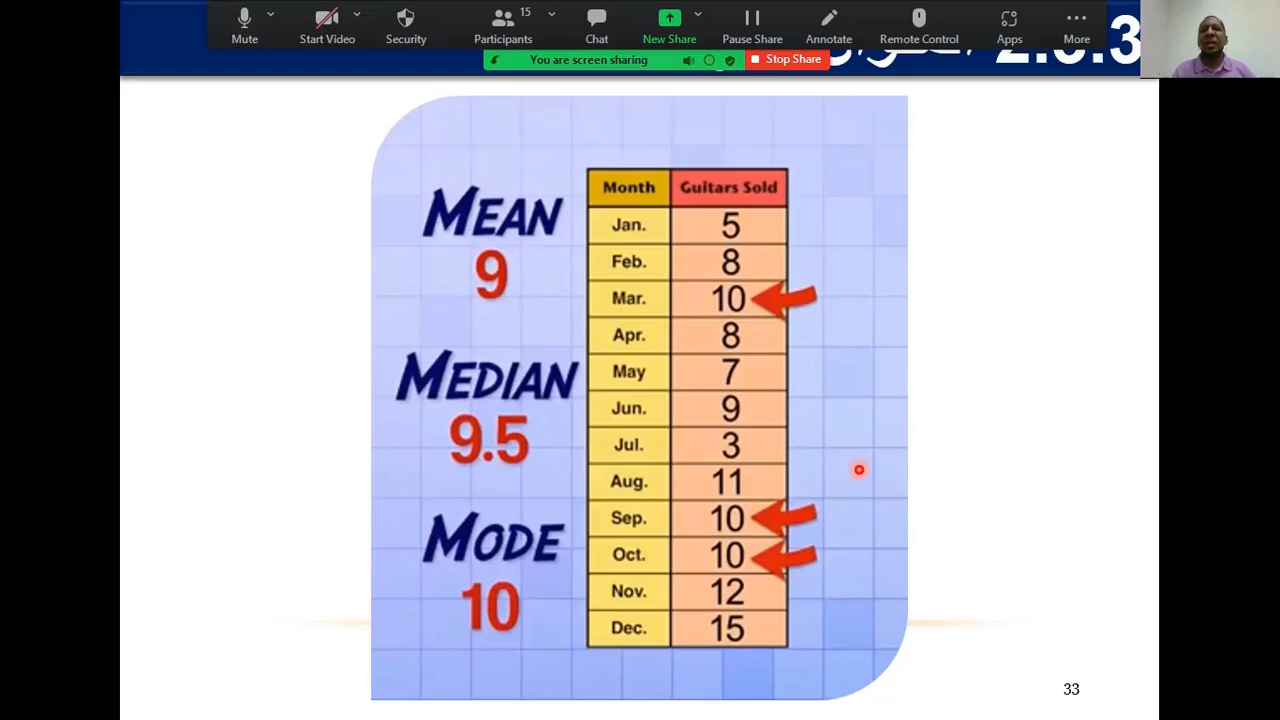 Mute
Start Video
Security
Participants
15
Chat
New Share
Pause Share
Annotate
Remote Control
Apps
More
You are screen sharing
Stop Share
MEAN
9
MEDIAN
9.5
MODE
10
Month Guitars Sold
Jan. 5
Feb. 8
Mar. 10
Apr. 8
May 7
Jun. 9
Jul. 3
Aug. 11
Sep. 10
Oct. 10
Nov. 12
Dec. 15
33